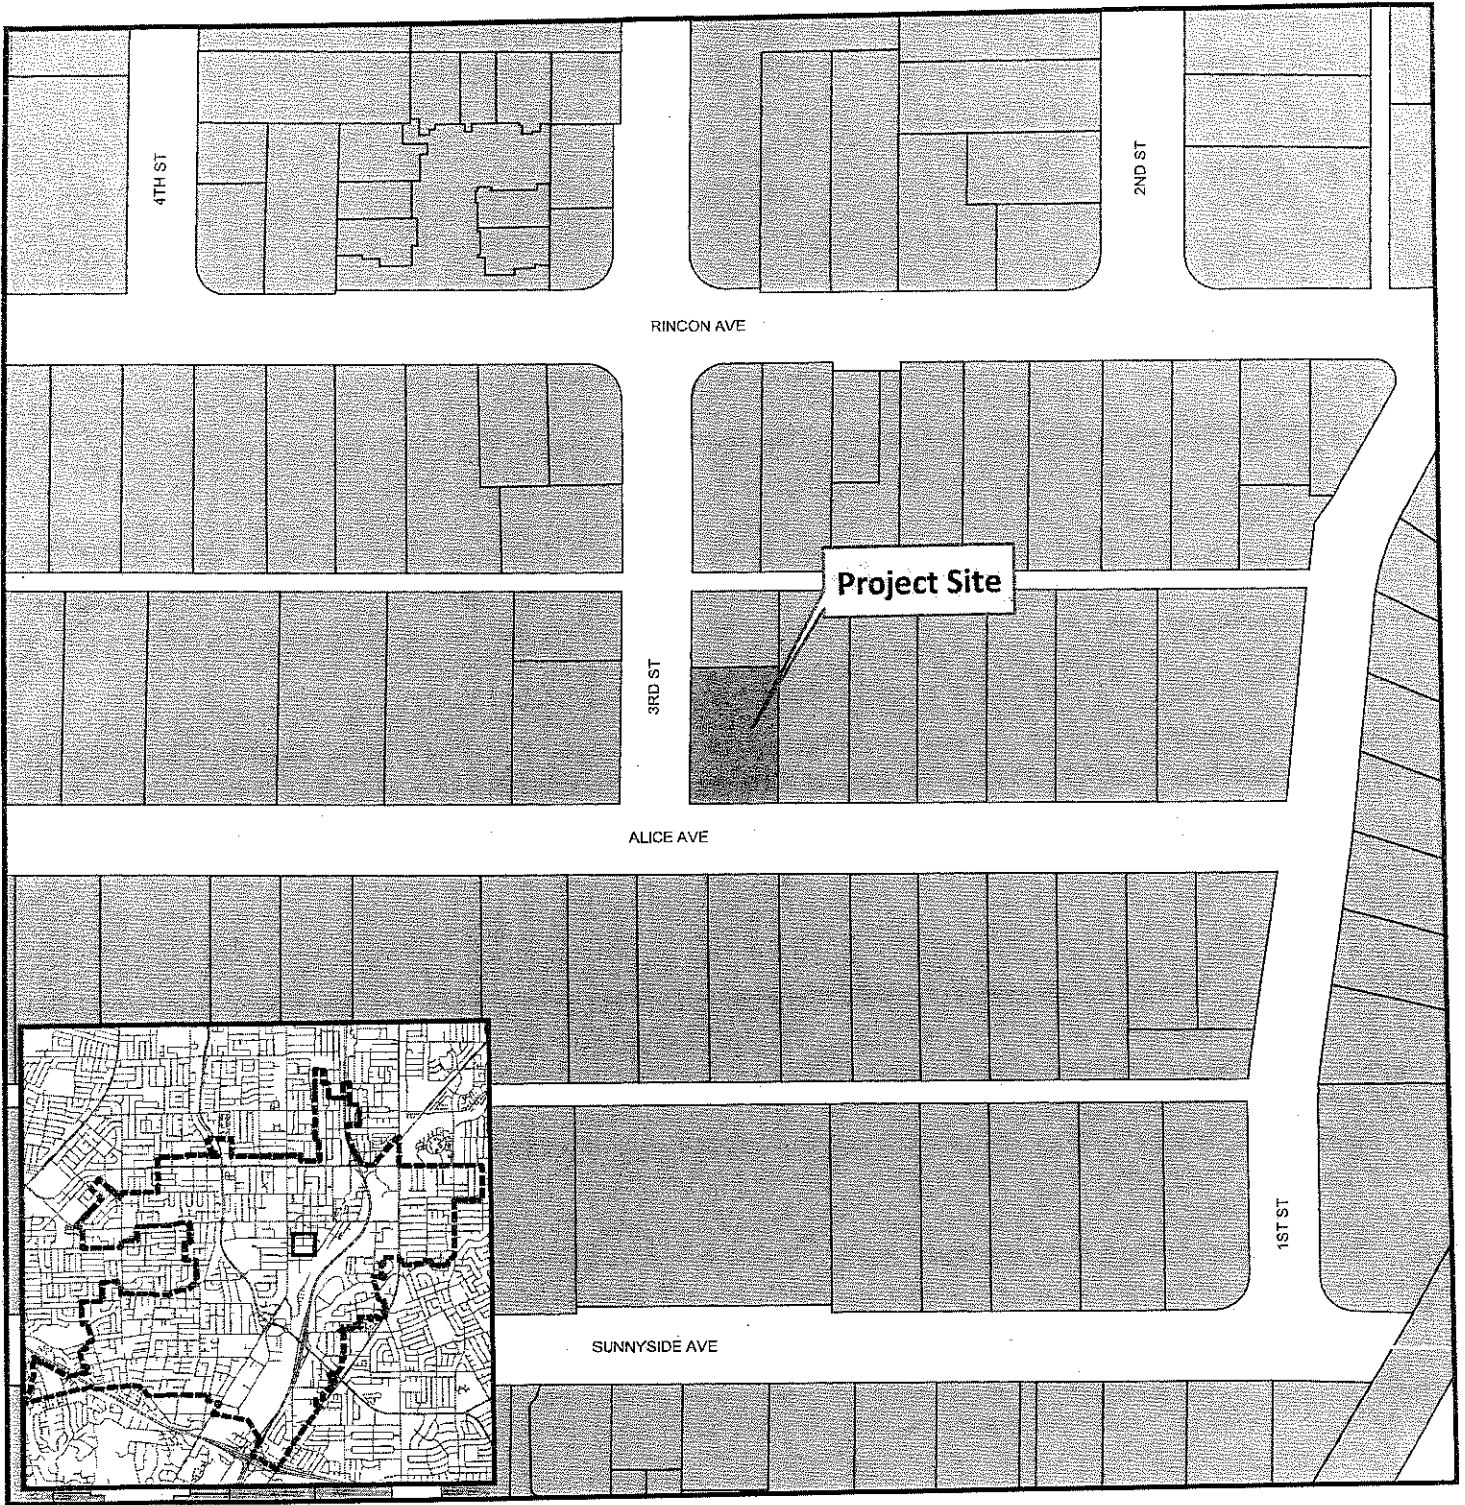 4TH ST
2ND ST
RINCON AVE
Project Site
3RD ST
ALICE AVE
1ST ST
SUNNYSIDE AVE